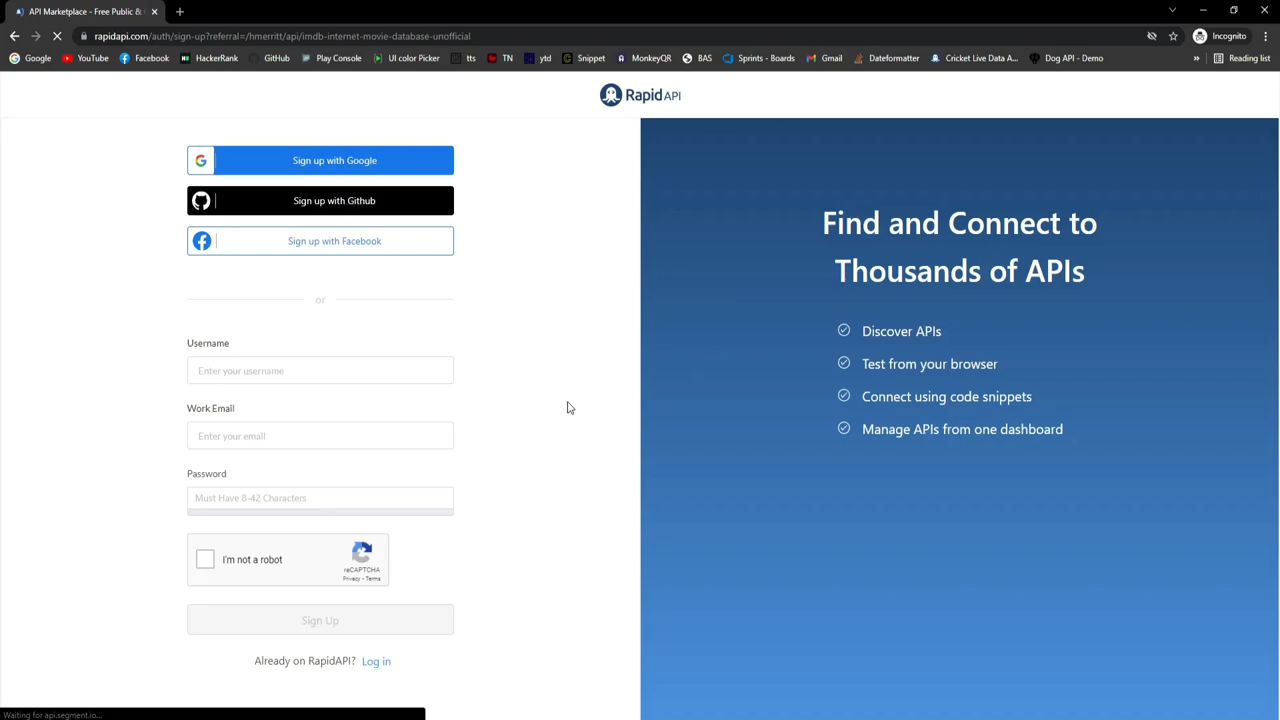 API Marketplace - Free Public &
rapidapi.com/auth/sign-up?referral=/hmerritt/api/imdb-internet-movie-database-unofficial
Incognito
Google
YouTube
Facebook
HackerRank
GitHub
Play Console
UI color Picker
tts
TN
ytd
Snippet
MonkeyQR
BAS
Sprints - Boards
Gmail
Dateformatter
Cricket Live Data A...
Dog API - Demo
»
Reading list
Rapid API
Sign up with Google
Sign up with Github
Sign up with Facebook
or
Username
Enter your username
Work Email
Enter your email
Password
Must Have 8-42 Characters
I'm not a robot
reCAPTCHA
Privacy - Terms
Sign Up
Already on RapidAPI? Log in
Find and Connect to
Thousands of APIs
Discover APIs
Test from your browser
Connect using code snippets
Manage APIs from one dashboard
Waiting for api.segment.io...